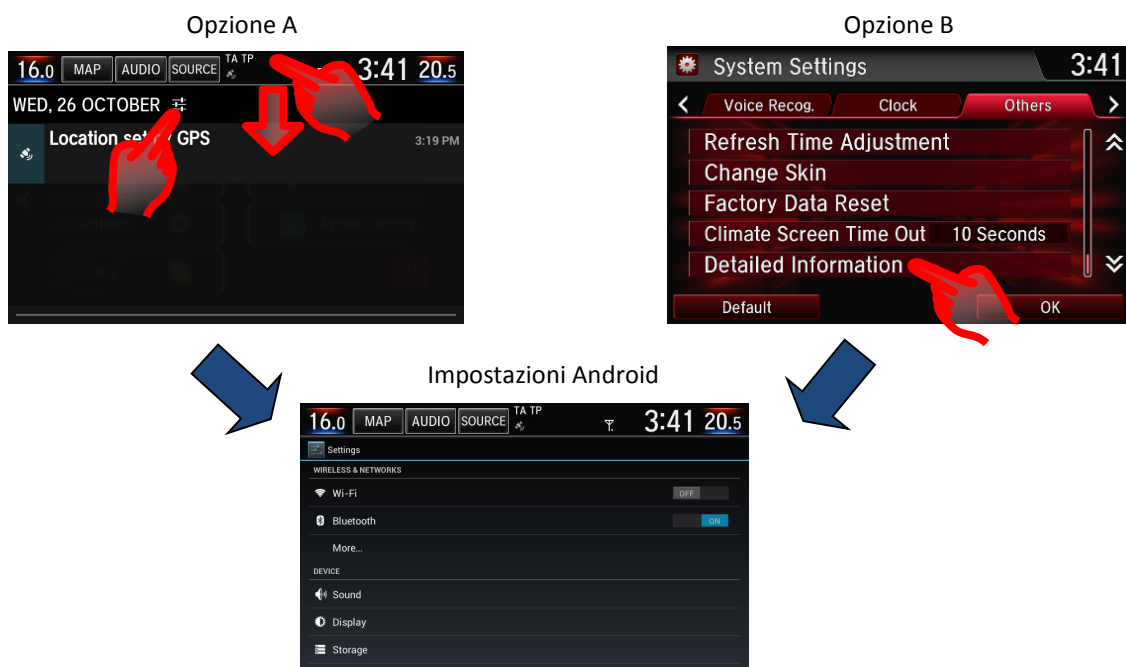 Opzione A
16.0 MAP AUDIO SOURCE TA TP 3:41 20.5
WED, 26 OCTOBER
Location set GPS
3:19 PM
Settings
Apple CarPlay
Opzione B
System Settings 3:41
Voice Recog. Clock Others
Refresh Time Adjustment
Change Skin
Factory Data Reset
Climate Screen Time Out 10 Seconds
Detailed Information
Default OK
Impostazioni Android
16.0 MAP AUDIO SOURCE TA TP 3:41 20.5
Settings
WIRELESS & NETWORKS
Wi-Fi OFF
Bluetooth ON
More...
DEVICE
Sound
Display
Storage